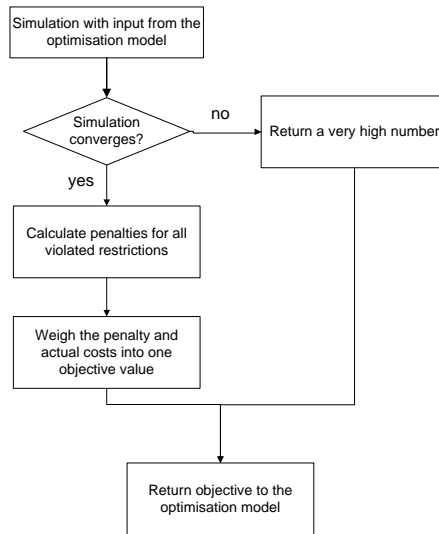 Simulation with input from the
optimisation model
Simulation
converges?
no
Return a very high number
yes
Calculate penalties for all
violated restrictions
Weigh the penalty and
actual costs into one
objective value
Return objective to the
optimisation model